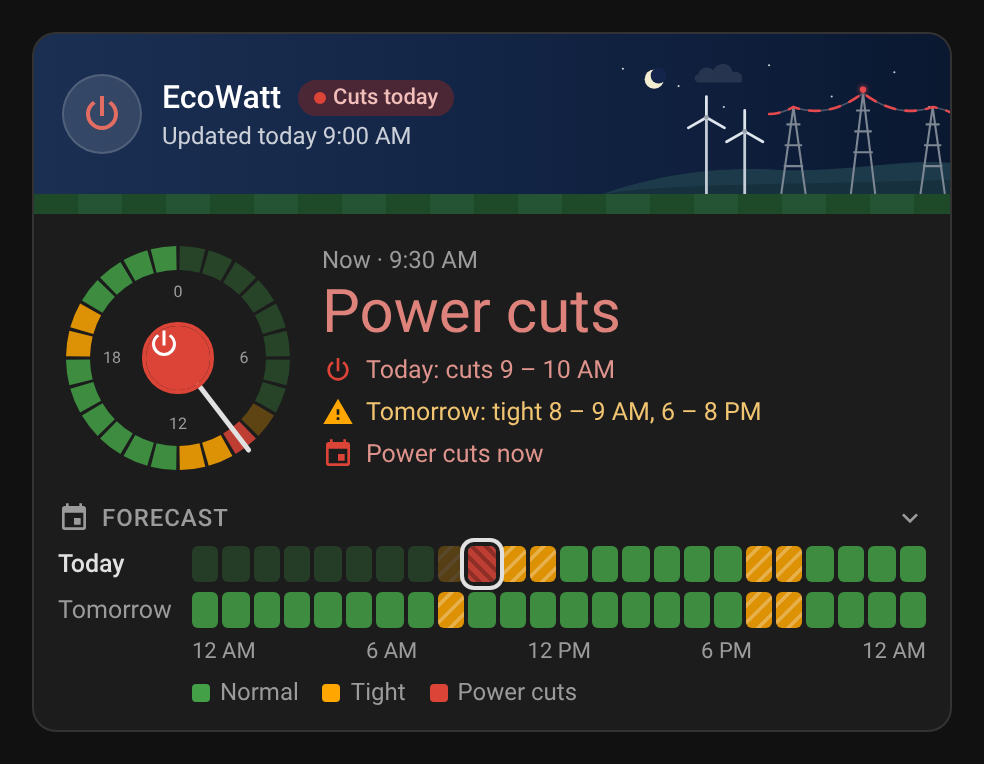 EcoWatt
Cuts today
Updated today 9:00 AM
0
6
12
18
Now · 9:30 AM
Power cuts
Today: cuts 9 – 10 AM
Tomorrow: tight 8 – 9 AM, 6 – 8 PM
Power cuts now
FORECAST
Today
Tomorrow
12 AM 6 AM 12 PM 6 PM 12 AM
Normal Tight Power cuts